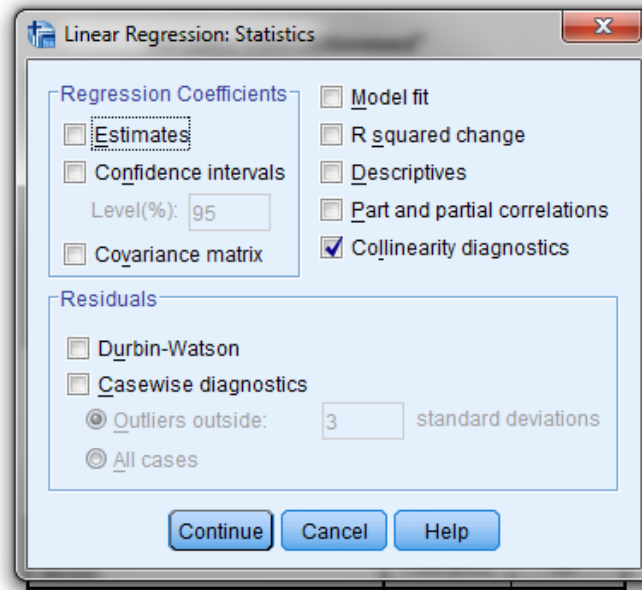 Linear Regression: Statistics
Regression Coefficients
Estimates
Confidence intervals
Level(%): 95
Covariance matrix
Model fit
R squared change
Descriptives
Part and partial correlations
Collinearity diagnostics
Residuals
Durbin-Watson
Casewise diagnostics
Outliers outside: 3 standard deviations
All cases
Continue Cancel Help